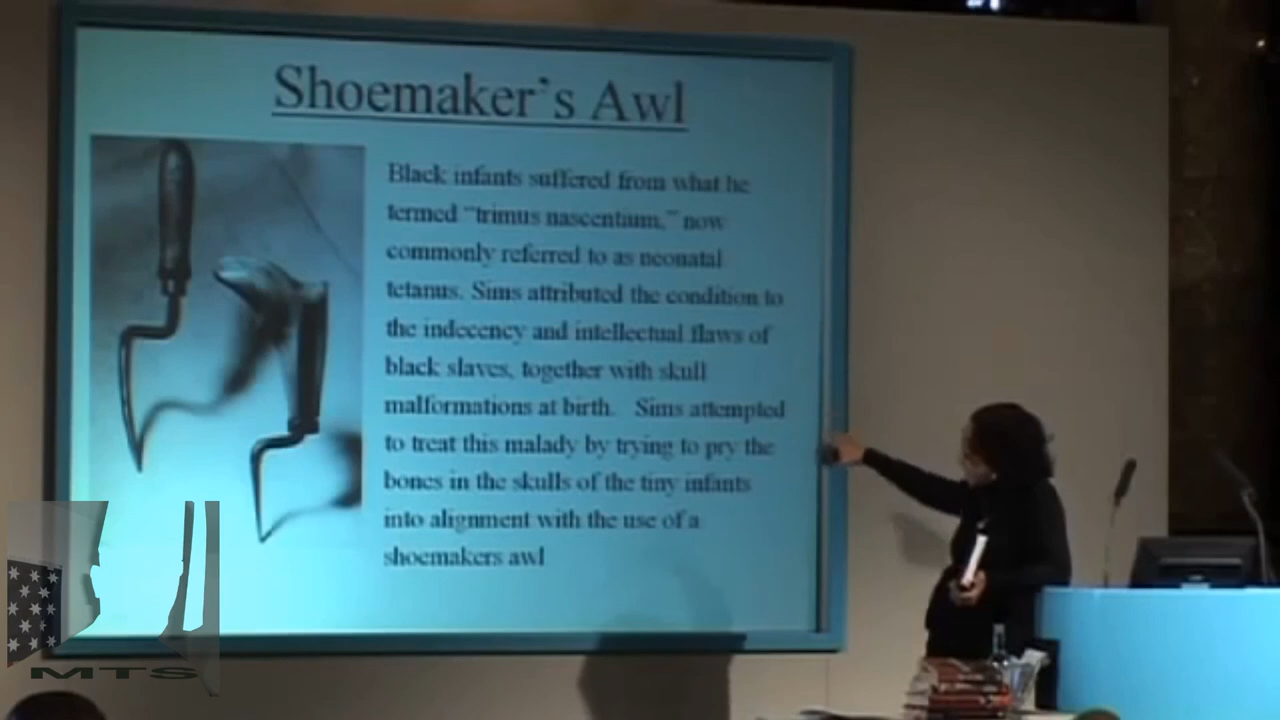 Shoemaker's Awl
Black infants suffered from what he
termed "trimus nascentium," now
commonly referred to as neonatal
tetanus. Sims attributed the condition to
the indecency and intellectual flaws of
black slaves, together with skull
malformations at birth. Sims attempted
to treat this malady by trying to pry the
bones in the skulls of the tiny infants
into alignment with the use of a
shoemakers awl
MTS